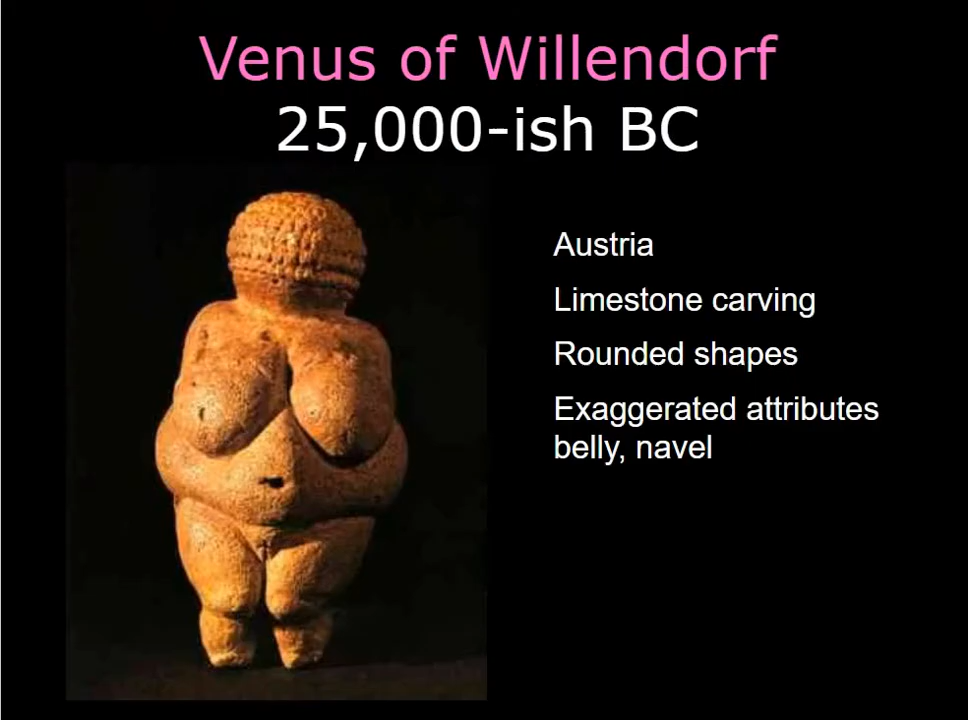 Venus of Willendorf
25,000-ish BC
Austria
Limestone carving
Rounded shapes
Exaggerated attributes
belly, navel